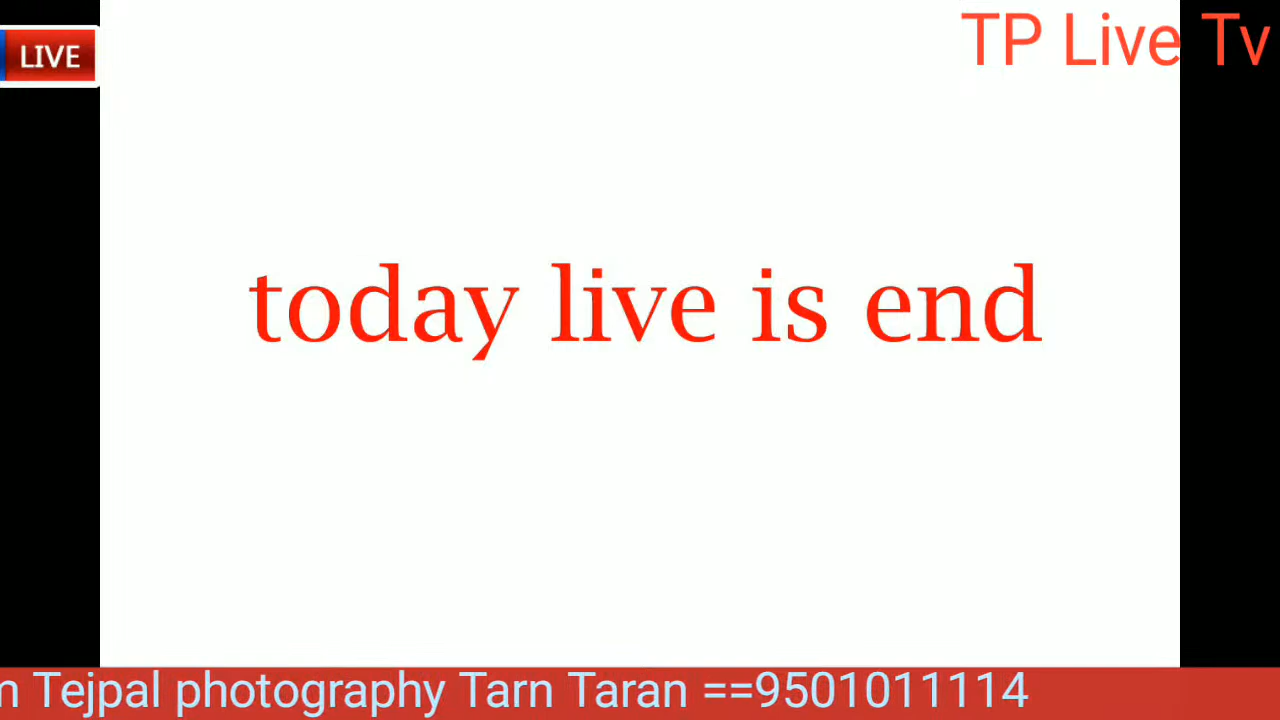 LIVE
TP Live Tv
today live is end
Tejpal photography Tarn Taran ==9501011114